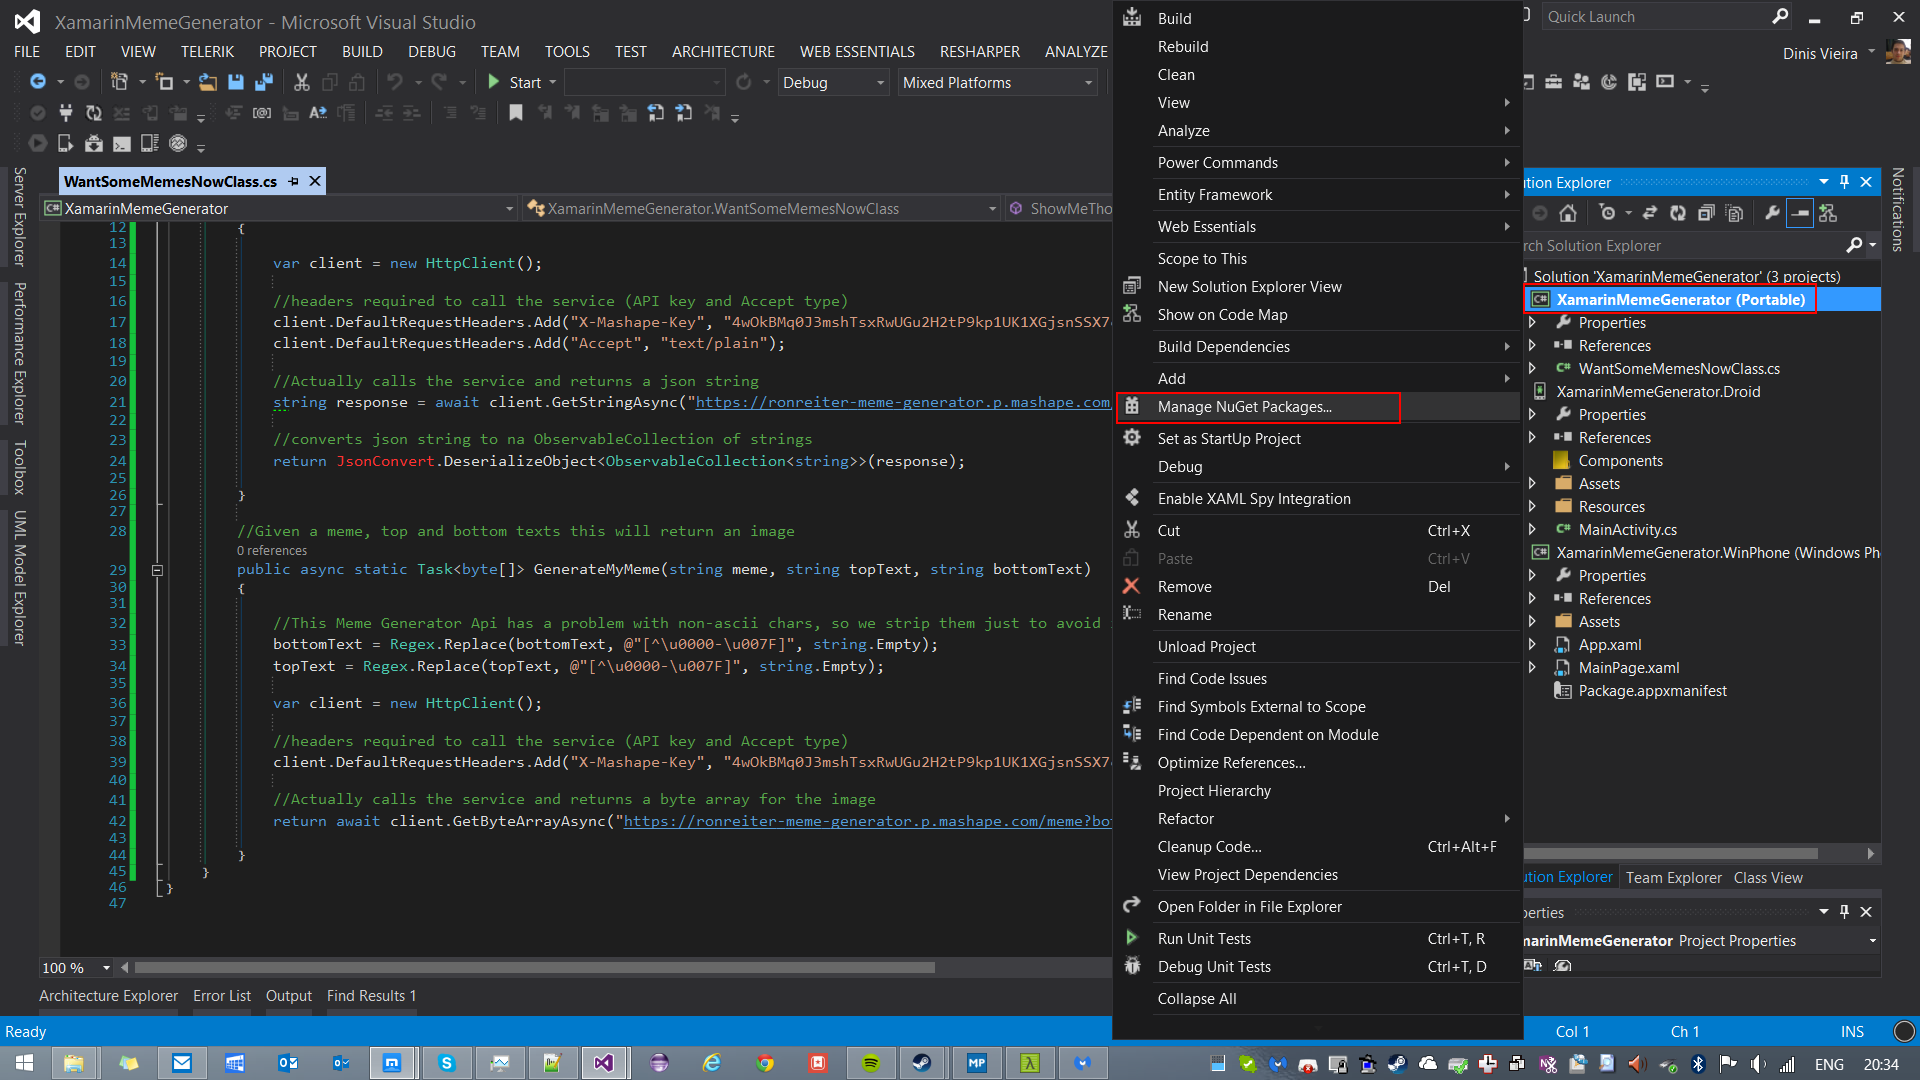 XamarinMemeGenerator - Microsoft Visual Studio
Quick Launch
FILE EDIT VIEW TELERIK PROJECT BUILD DEBUG TEAM TOOLS TEST ARCHITECTURE WEB ESSENTIALS RESHARPER ANALYZE
Dinis Vieira
Start
Debug
Mixed Platforms
Server Explorer
Performance Explorer
Toolbox
UML Model Explorer
WantSomeMemesNowClass.cs
XamarinMemeGenerator
XamarinMemeGenerator.WantSomeMemesNowClass
ShowMeTho
12 {
13
14 var client = new HttpClient();
15
16 //headers required to call the service (API key and Accept type)
17 client.DefaultRequestHeaders.Add("X-Mashape-Key", "4wOkBMq0J3mshTsxRwUGu2H2tP9kp1UK1XGjsnSSX7
18 client.DefaultRequestHeaders.Add("Accept", "text/plain");
19
20 //Actually calls the service and returns a json string
21 string response = await client.GetStringAsync("https://ronreiter-meme-generator.p.mashape.com
22
23 //converts json string to na ObservableCollection of strings
24 return JsonConvert.DeserializeObject<ObservableCollection<string>>(response);
25
26 }
27
28 //Given a meme, top and bottom texts this will return an image
0 references
29 public async static Task<byte[]> GenerateMyMeme(string meme, string topText, string bottomText)
30 {
31
32 //This Meme Generator Api has a problem with non-ascii chars, so we strip them just to avoid
33 bottomText = Regex.Replace(bottomText, @"[^\u0000-\u007F]", string.Empty);
34 topText = Regex.Replace(topText, @"[^\u0000-\u007F]", string.Empty);
35
36 var client = new HttpClient();
37
38 //headers required to call the service (API key and Accept type)
39 client.DefaultRequestHeaders.Add("X-Mashape-Key", "4wOkBMq0J3mshTsxRwUGu2H2tP9kp1UK1XGjsnSSX7
40
41 //Actually calls the service and returns a byte array for the image
42 return await client.GetByteArrayAsync("https://ronreiter-meme-generator.p.mashape.com/meme?bo
43
44 }
45 }
46 }
47
100 %
Architecture Explorer Error List Output Find Results 1
Ready
Build
Rebuild
Clean
View
Analyze
Power Commands
Entity Framework
Web Essentials
Scope to This
New Solution Explorer View
Show on Code Map
Build Dependencies
Add
Manage NuGet Packages...
Set as StartUp Project
Debug
Enable XAML Spy Integration
Cut Ctrl+X
Paste Ctrl+V
Remove Del
Rename
Unload Project
Find Code Issues
Find Symbols External to Scope
Find Code Dependent on Module
Optimize References...
Project Hierarchy
Refactor
Cleanup Code... Ctrl+Alt+F
View Project Dependencies
Open Folder in File Explorer
Run Unit Tests Ctrl+T, R
Debug Unit Tests Ctrl+T, D
Collapse All
ution Explorer
rch Solution Explorer
Solution 'XamarinMemeGenerator' (3 projects)
XamarinMemeGenerator (Portable)
Properties
References
WantSomeMemesNowClass.cs
XamarinMemeGenerator.Droid
Properties
References
Components
Assets
Resources
MainActivity.cs
XamarinMemeGenerator.WinPhone (Windows Ph
Properties
References
Assets
App.xaml
MainPage.xaml
Package.appxmanifest
ution Explorer Team Explorer Class View
perties
marinMemeGenerator Project Properties
Notifications
Col 1 Ch 1 INS
MP
ENG 20:34